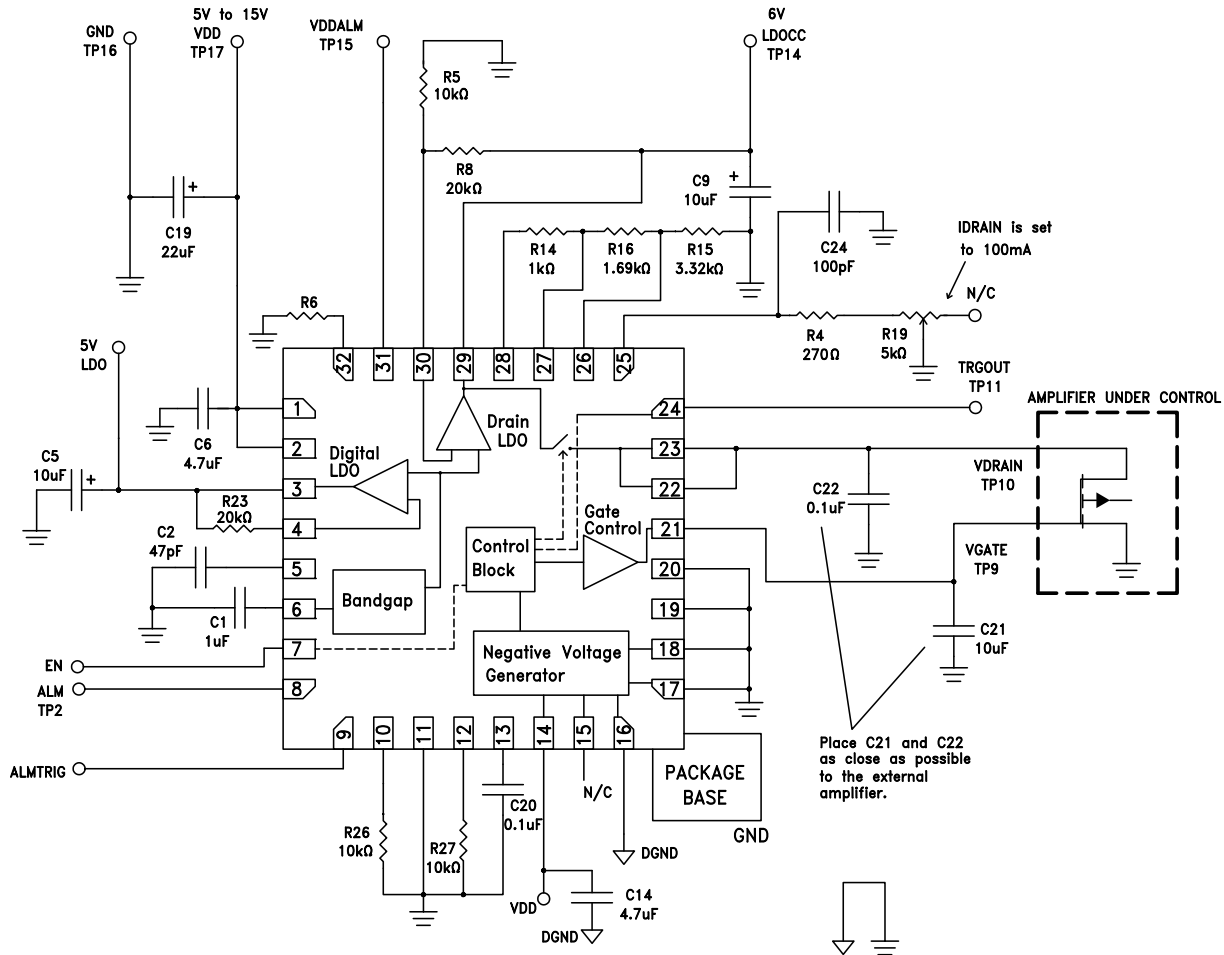 5V to 15V
GND
TP16
VDD
TP17
VDDALM
TP15
6V
LDOCC
TP14
R5
10kΩ
R8
20kΩ
+
C9
10uF
+
C19
22uF
R14
1kΩ
R16
1.69kΩ
R15
3.32kΩ
C24
100pF
IDRAIN is set
to 100mA
N/C
R6
R4
270Ω
R19
5kΩ
5V
LDO
TRGOUT
TP11
32
31
30
29
28
27
26
25
AMPLIFIER UNDER CONTROL
1
2
3
4
5
6
7
8
24
23
22
21
20
19
18
17
C6
4.7uF
C5
10uF
+
R23
20kΩ
C2
47pF
C1
1uF
Digital
LDO
Drain
LDO
Gate
Control
Control
Block
Bandgap
Negative Voltage
Generator
VDRAIN
TP10
C22
0.1uF
VGATE
TP9
C21
10uF
EN
ALM
TP2
ALMTRIG
9
10
11
12
13
14
15
16
Place C21 and C22
as close as possible
to the external
amplifier.
PACKAGE
BASE
GND
N/C
C20
0.1uF
R26
10kΩ
R27
10kΩ
DGND
VDD
C14
4.7uF
DGND